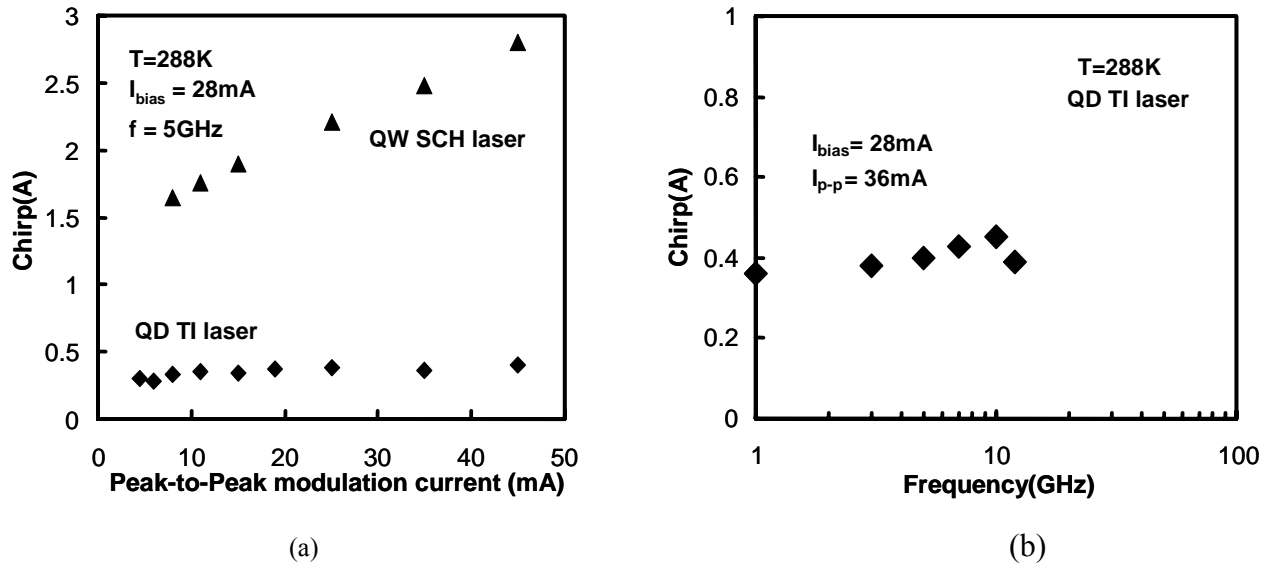 3
2.5
2
1.5
1
0.5
0
Chirp(A)
T=288K
I_bias = 28mA
f = 5GHz
QW SCH laser
QD TI laser
0 10 20 30 40 50
Peak-to-Peak modulation current (mA)
(a)
1
0.8
0.6
0.4
0.2
0
Chirp(A)
T=288K
QD TI laser
I_bias= 28mA
I_p-p= 36mA
1 10 100
Frequency(GHz)
(b)